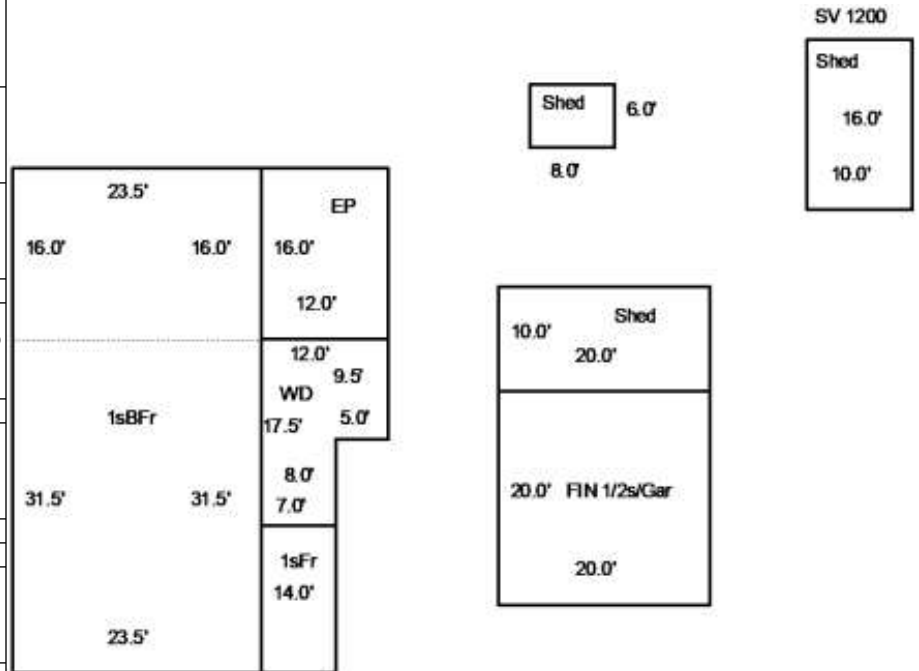 SV 1200
Shed
16.0'
10.0'
Shed
6.0'
8.0'
23.5'
16.0'
16.0'
EP
16.0'
12.0'
12.0'
9.5'
WD
17.5'
5.0'
8.0'
7.0'
1sBFr
31.5'
31.5'
23.5'
1sFr
14.0'
Shed
10.0'
20.0'
20.0' FIN 1/2s/Gar
20.0'